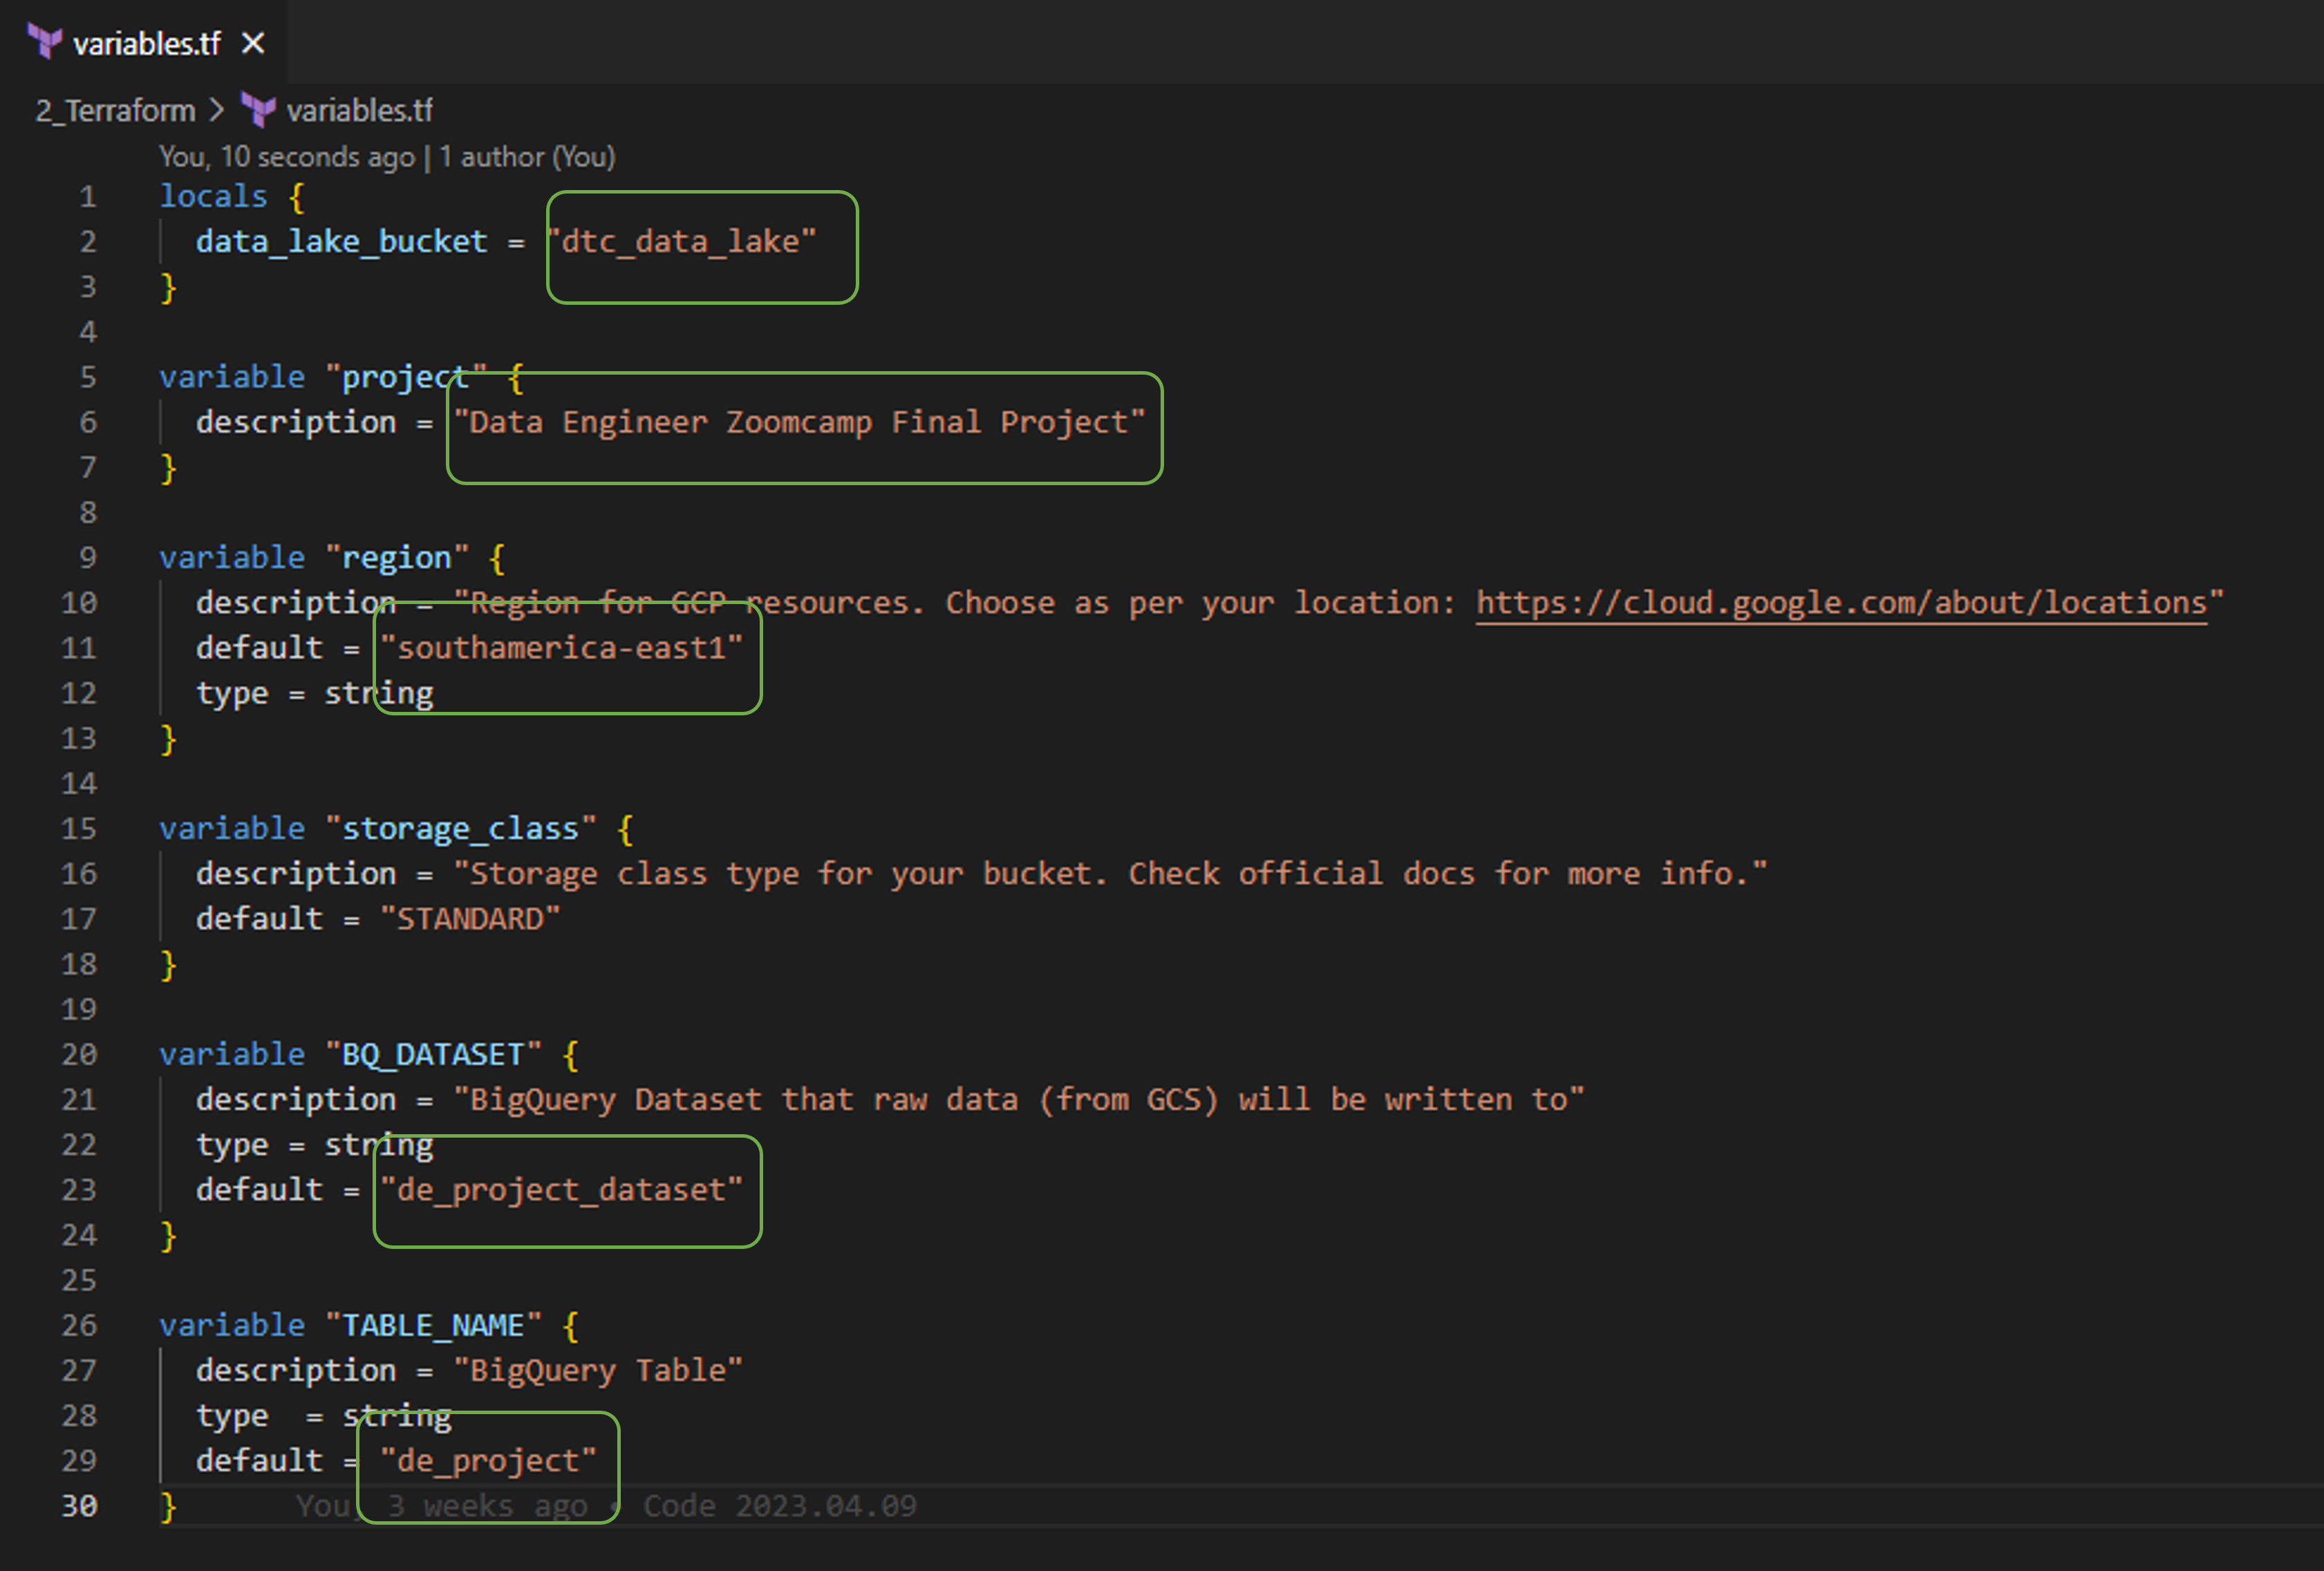 variables.tf
2_Terraform > variables.tf
You, 10 seconds ago | 1 author (You)
1 locals {
2 data_lake_bucket = "dtc_data_lake"
3 }
4
5 variable "project" {
6 description = "Data Engineer Zoomcamp Final Project"
7 }
8
9 variable "region" {
10 description = "Region for GCP resources. Choose as per your location: https://cloud.google.com/about/locations"
11 default = "southamerica-east1"
12 type = string
13 }
14
15 variable "storage_class" {
16 description = "Storage class type for your bucket. Check official docs for more info."
17 default = "STANDARD"
18 }
19
20 variable "BQ_DATASET" {
21 description = "BigQuery Dataset that raw data (from GCS) will be written to"
22 type = string
23 default = "de_project_dataset"
24 }
25
26 variable "TABLE_NAME" {
27 description = "BigQuery Table"
28 type  = string
29 default = "de_project"
30 } You, 3 weeks ago • Code 2023.04.09